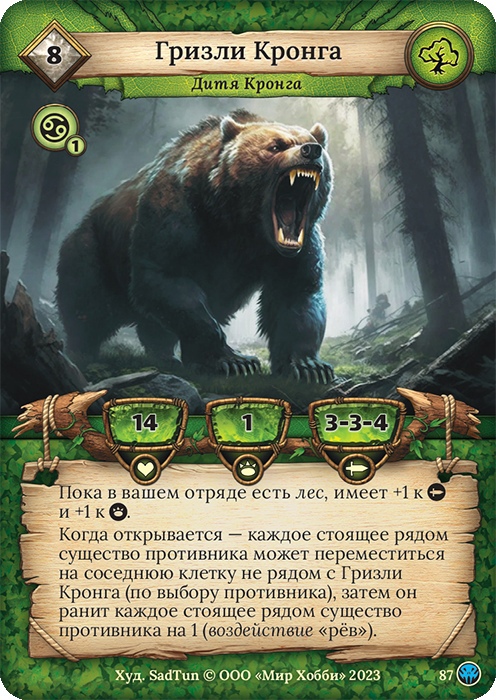 8
Гризли Кронга
Дитя Кронга
1
14
1
3-3-4
Пока в вашем отряде есть лес, имеет +1 к
и +1 к .
Когда открывается — каждое стоящее рядом
существо противника может переместиться
на соседнюю клетку не рядом с Гризли
Кронга (по выбору противника), затем он
ранит каждое стоящее рядом существо
противника на 1 (воздействие «рёв»).
Худ. SadTun © ООО «Мир Хобби» 2023
87